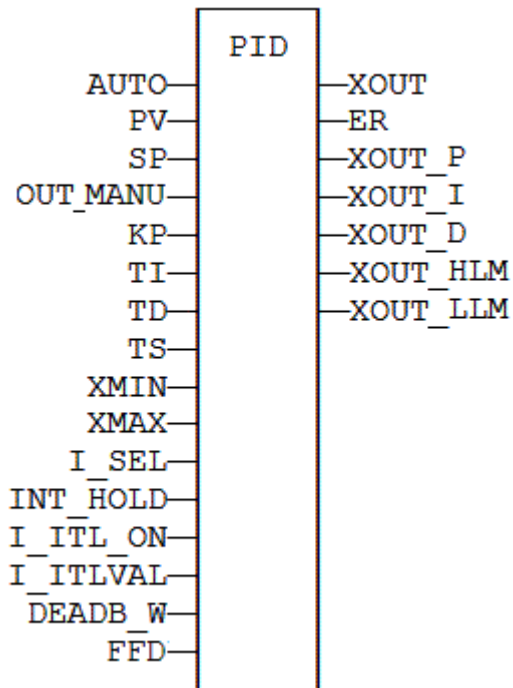 PID
AUTO XOUT
PV ER
SP XOUT_P
OUT_MANU XOUT_I
KP XOUT_D
TI XOUT_HLM
TD XOUT_LLM
TS
XMIN
XMAX
I_SEL
INT_HOLD
I_ITL_ON
I_ITLVAL
DEADB_W
FFD